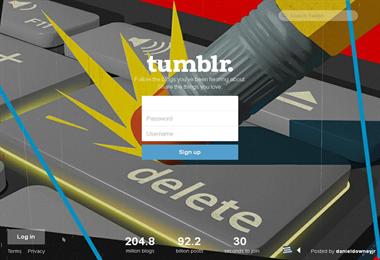 Search Tumblr
tumblr.
Follow the blogs you've been hearing about.
Share the things you love.
Password
Username
Sign up
delete
Log in
204.8
million blogs
92.2
billion posts
30
seconds to join
Terms Privacy
Posted by danieldowneyjr